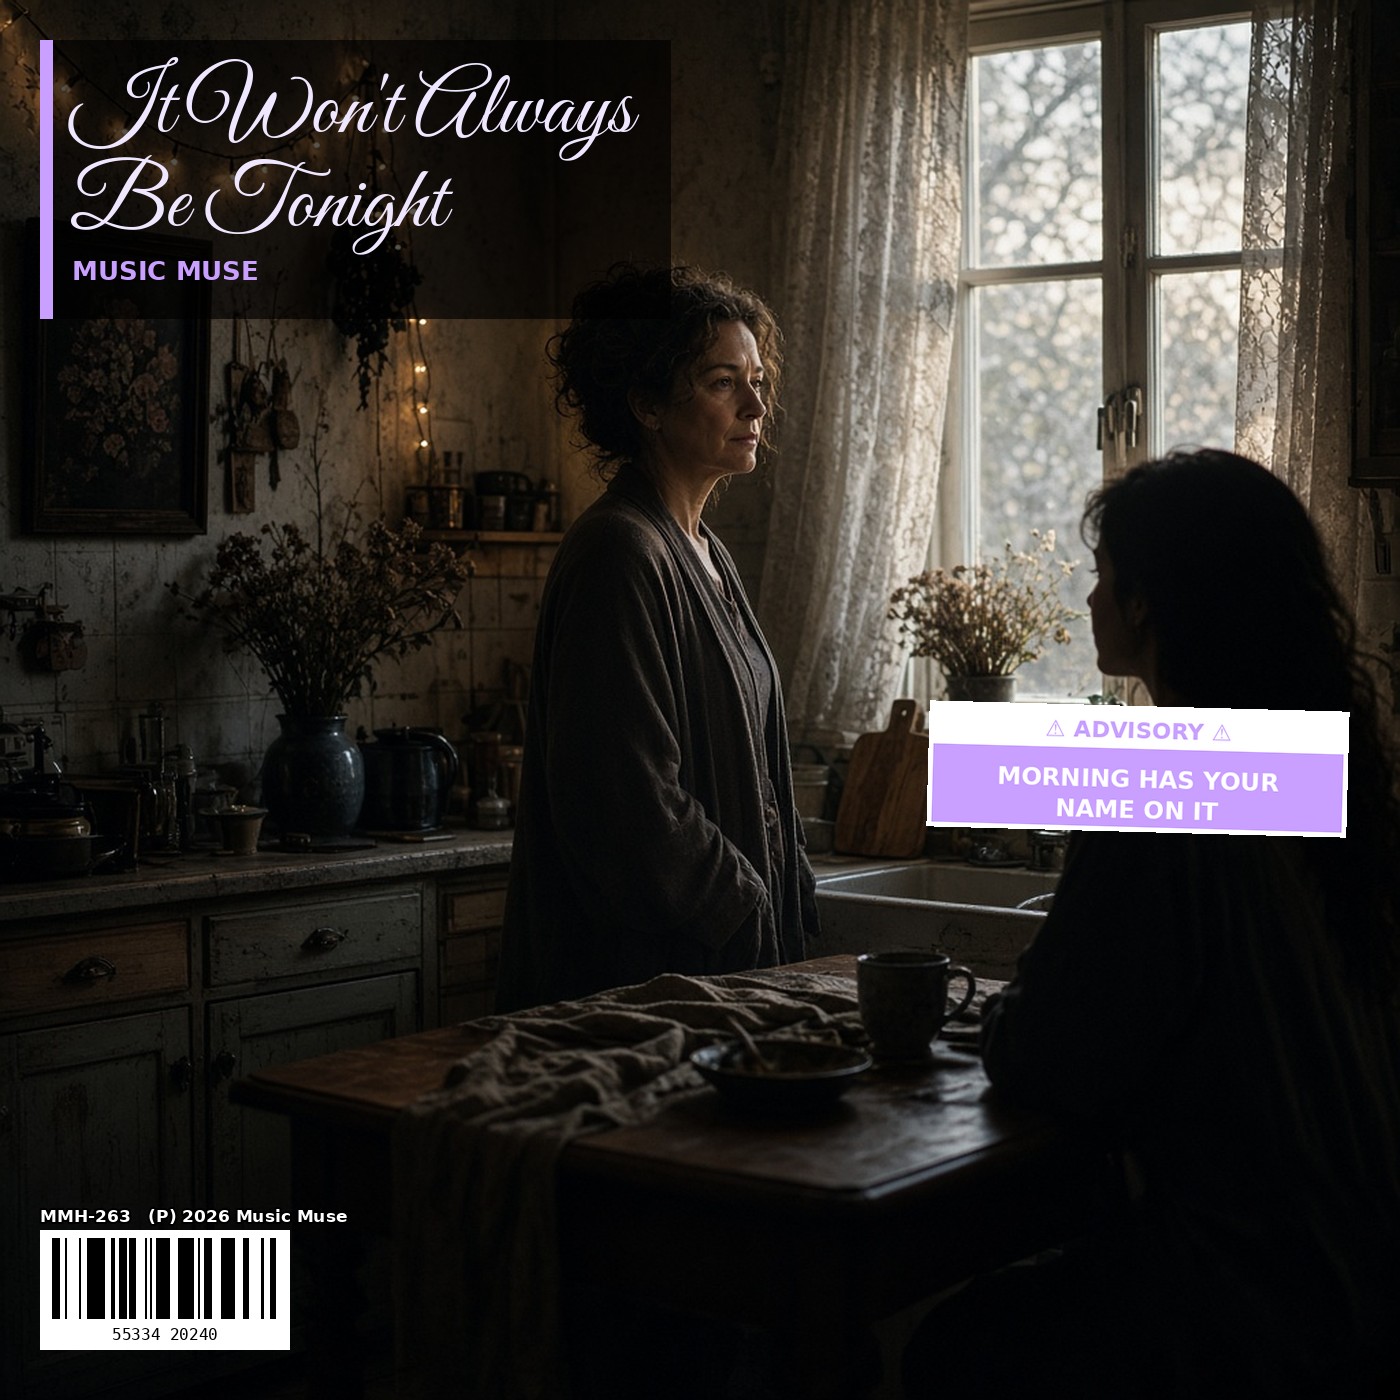 It Won't Always
Be Tonight
MUSIC MUSE
⚠ ADVISORY ⚠
MORNING HAS YOUR
NAME ON IT
MMH-263 (P) 2026 Music Muse
55334 20240